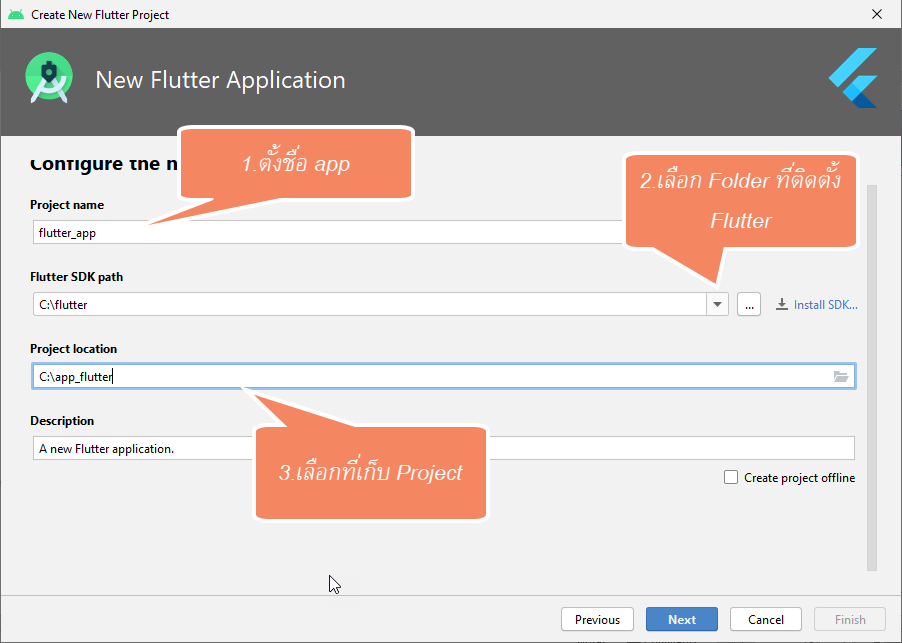 Create New Flutter Project
New Flutter Application
Configure the n
1.ตั้งชื่อ app
2.เลือก Folder ที่ติดตั้ง
Flutter
Project name
flutter_app
Flutter SDK path
C:\flutter
...
Install SDK...
Project location
C:\app_flutter
Description
A new Flutter application.
3.เลือกที่เก็บ Project
Create project offline
Previous
Next
Cancel
Finish